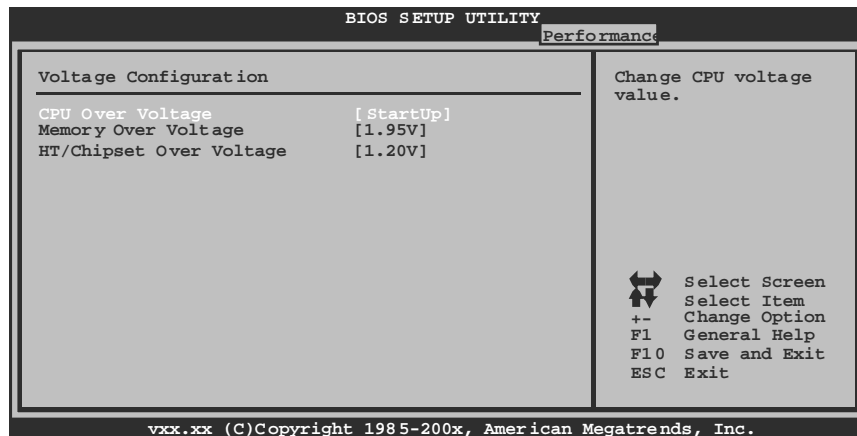 BIOS SETUP UTILITY
Performance
Voltage Configuration
CPU Over Voltage [StartUp]
Memory Over Voltage [1.95V]
HT/Chipset Over Voltage [1.20V]
Change CPU voltage
value.
Select Screen
Select Item
+- Change Option
F1 General Help
F10 Save and Exit
ESC Exit
vxx.xx (C)Copyright 1985-200x, American Megatrends, Inc.